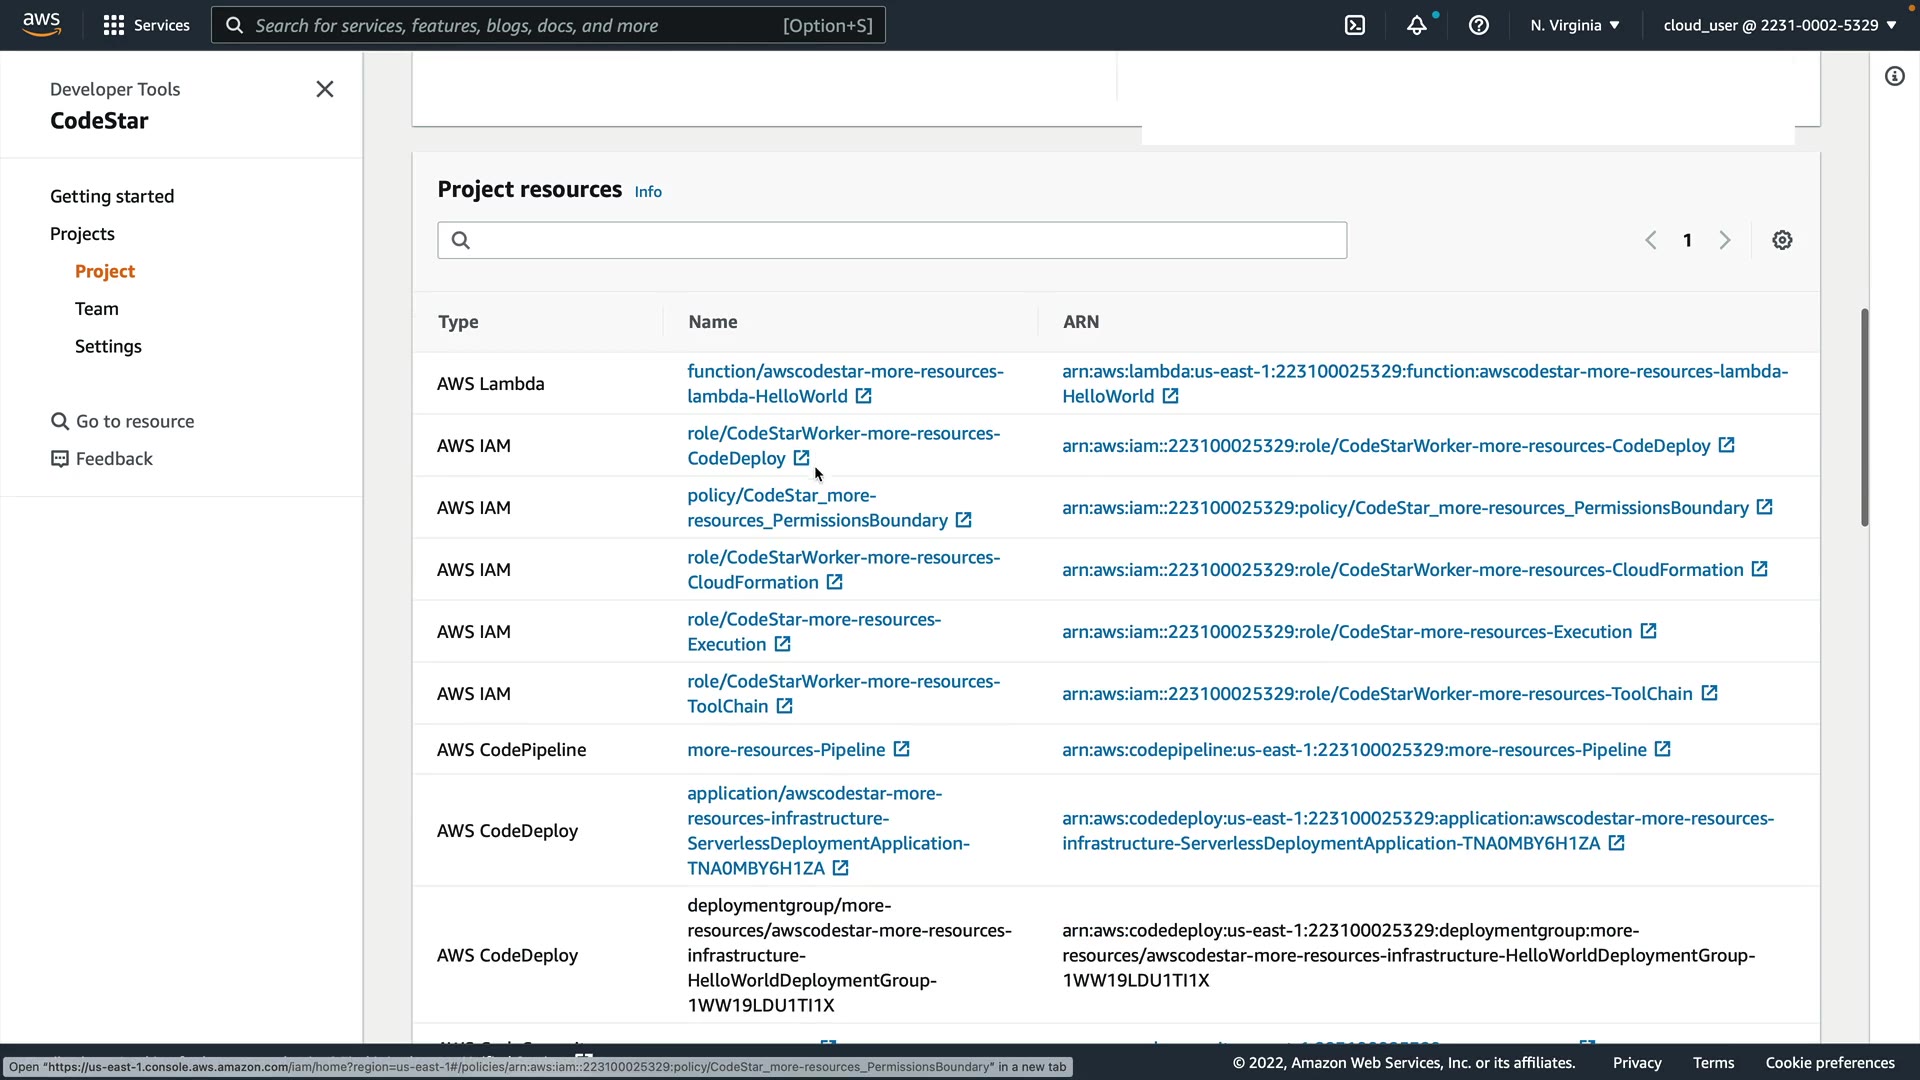 aws
Services
Search for services, features, blogs, docs, and more
[Option+S]
N. Virginia ▼
cloud_user @ 2231-0002-5329 ▼
Developer Tools
CodeStar
Getting started
Projects
Project
Team
Settings
Go to resource
Feedback
Project resources Info
1
Type Name ARN
AWS Lambda
function/awscodestar-more-resources-
lambda-HelloWorld
arn:aws:lambda:us-east-1:223100025329:function:awscodestar-more-resources-lambda-
HelloWorld
AWS IAM
role/CodeStarWorker-more-resources-
CodeDeploy
arn:aws:iam::223100025329:role/CodeStarWorker-more-resources-CodeDeploy
AWS IAM
policy/CodeStar_more-
resources_PermissionsBoundary
arn:aws:iam::223100025329:policy/CodeStar_more-resources_PermissionsBoundary
AWS IAM
role/CodeStarWorker-more-resources-
CloudFormation
arn:aws:iam::223100025329:role/CodeStarWorker-more-resources-CloudFormation
AWS IAM
role/CodeStar-more-resources-
Execution
arn:aws:iam::223100025329:role/CodeStar-more-resources-Execution
AWS IAM
role/CodeStarWorker-more-resources-
ToolChain
arn:aws:iam::223100025329:role/CodeStarWorker-more-resources-ToolChain
AWS CodePipeline
more-resources-Pipeline
arn:aws:codepipeline:us-east-1:223100025329:more-resources-Pipeline
AWS CodeDeploy
application/awscodestar-more-
resources-infrastructure-
ServerlessDeploymentApplication-
TNA0MBY6H1ZA
arn:aws:codedeploy:us-east-1:223100025329:application:awscodestar-more-resources-
infrastructure-ServerlessDeploymentApplication-TNA0MBY6H1ZA
AWS CodeDeploy
deploymentgroup/more-
resources/awscodestar-more-resources-
infrastructure-
HelloWorldDeploymentGroup-
1WW19LDU1TI1X
arn:aws:codedeploy:us-east-1:223100025329:deploymentgroup:more-
resources/awscodestar-more-resources-infrastructure-HelloWorldDeploymentGroup-
1WW19LDU1TI1X
Open "https://us-east-1.console.aws.amazon.com/iam/home?region=us-east-1#/policies/arn:aws:iam::223100025329:policy/CodeStar_more-resources_PermissionsBoundary" in a new tab
© 2022, Amazon Web Services, Inc. or its affiliates.
Privacy
Terms
Cookie preferences